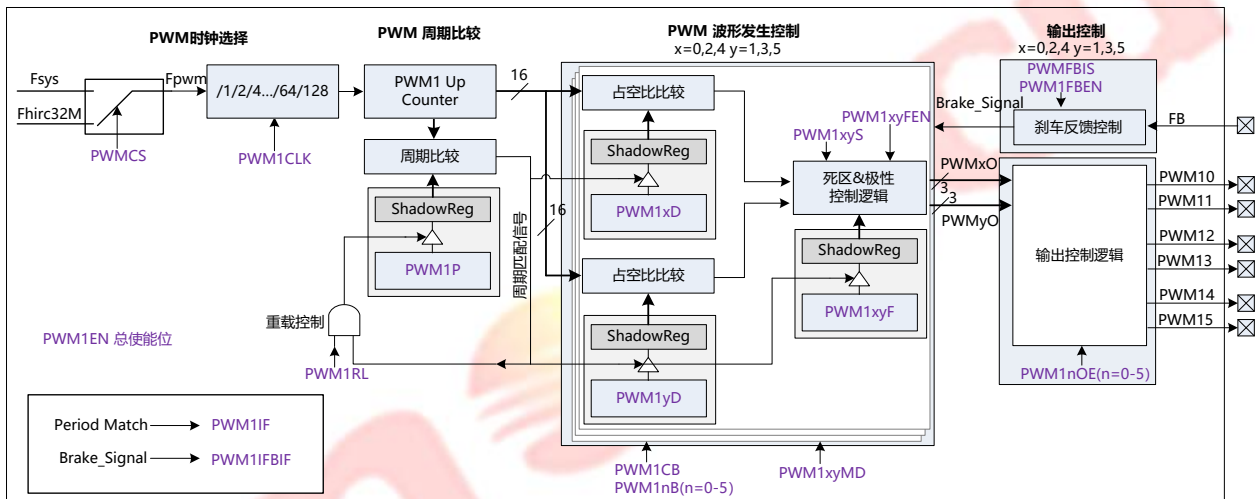 PWM时钟选择
PWM 周期比较
PWM 波形发生控制
x=0,2,4 y=1,3,5
输出控制
x=0,2,4 y=1,3,5
Fsys
Fhirc32M
PWMCS
Fpwm
/1/2/4.../64/128
PWM1CLK
PWM1 Up
Counter
16
周期比较
ShadowReg
PWM1P
重载控制
PWM1RL
PWM1EN 总使能位
周期匹配信号
16
占空比比较
ShadowReg
PWM1xD
占空比比较
ShadowReg
PWM1yD
PWM1xyS
PWM1xyFEN
死区&极性
控制逻辑
ShadowReg
PWM1xyF
PWM1CB
PWM1nB(n=0-5)
PWM1xyMD
PWMFBIS
PWM1FBEN
Brake_Signal
刹车反馈控制
FB
PWMxO
3
3
PWMyO
输出控制逻辑
PWM10
PWM11
PWM12
PWM13
PWM14
PWM15
PWM1nOE(n=0-5)
Period Match
PWM1IF
Brake_Signal
PWM1IFBIF